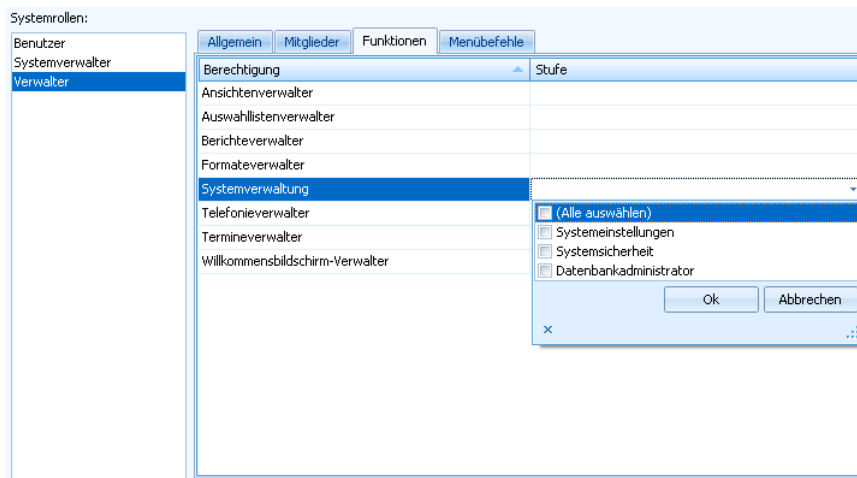 Systemrollen:
Benutzer
Systemverwalter
Verwalter
Allgemein Mitglieder Funktionen Menübefehle
Berechtigung Stufe
Ansichtenverwalter
Auswahllistenverwalter
Berichteverwalter
Formateverwalter
Systemverwaltung
Telefonieverwalter
Termineverwalter
Willkommensbildschirm-Verwalter
(Alle auswählen)
Systemeinstellungen
Systemsicherheit
Datenbankadministrator
Ok Abbrechen